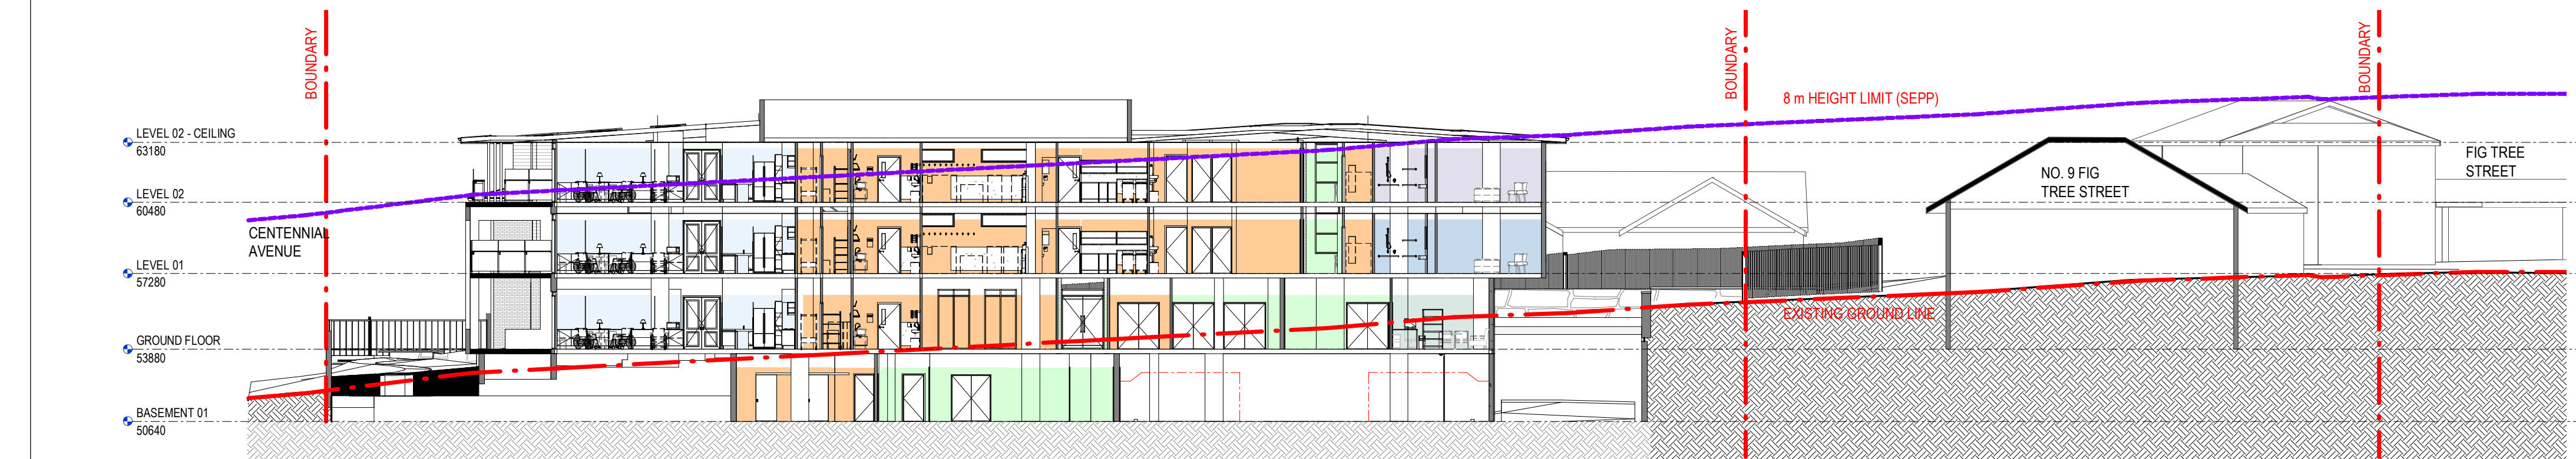 BOUNDARY
BOUNDARY
BOUNDARY
8 m HEIGHT LIMIT (SEPP)
LEVEL 02 - CEILING
63180
FIG TREE
STREET
NO. 9 FIG
TREE STREET
LEVEL 02
60480
CENTENNIAL
AVENUE
LEVEL 01
57280
EXISTING GROUND LINE
GROUND FLOOR
53880
BASEMENT 01
50640